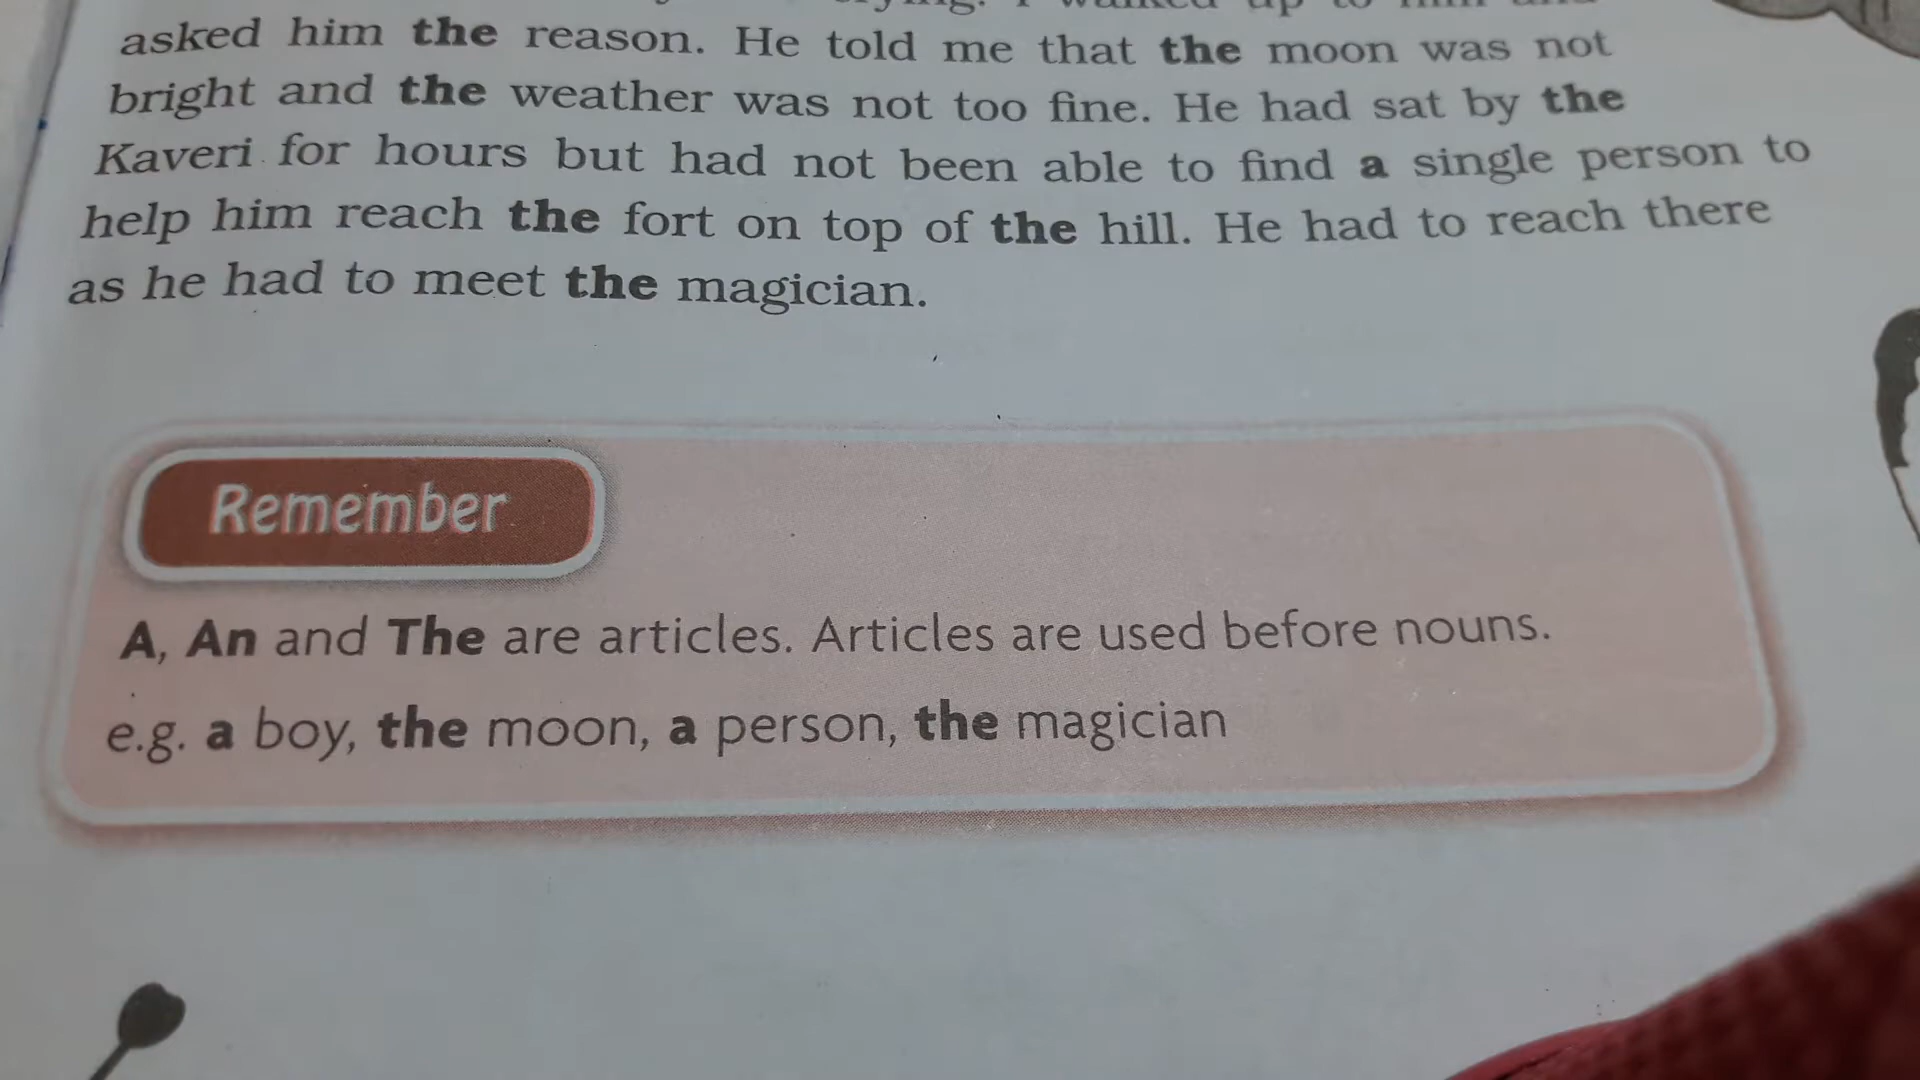 asked him the reason. He told me that the moon was not
bright and the weather was not too fine. He had sat by the
Kaveri for hours but had not been able to find a single person to
help him reach the fort on top of the hill. He had to reach there
as he had to meet the magician.
Remember
A, An and The are articles. Articles are used before nouns.
e.g. a boy, the moon, a person, the magician